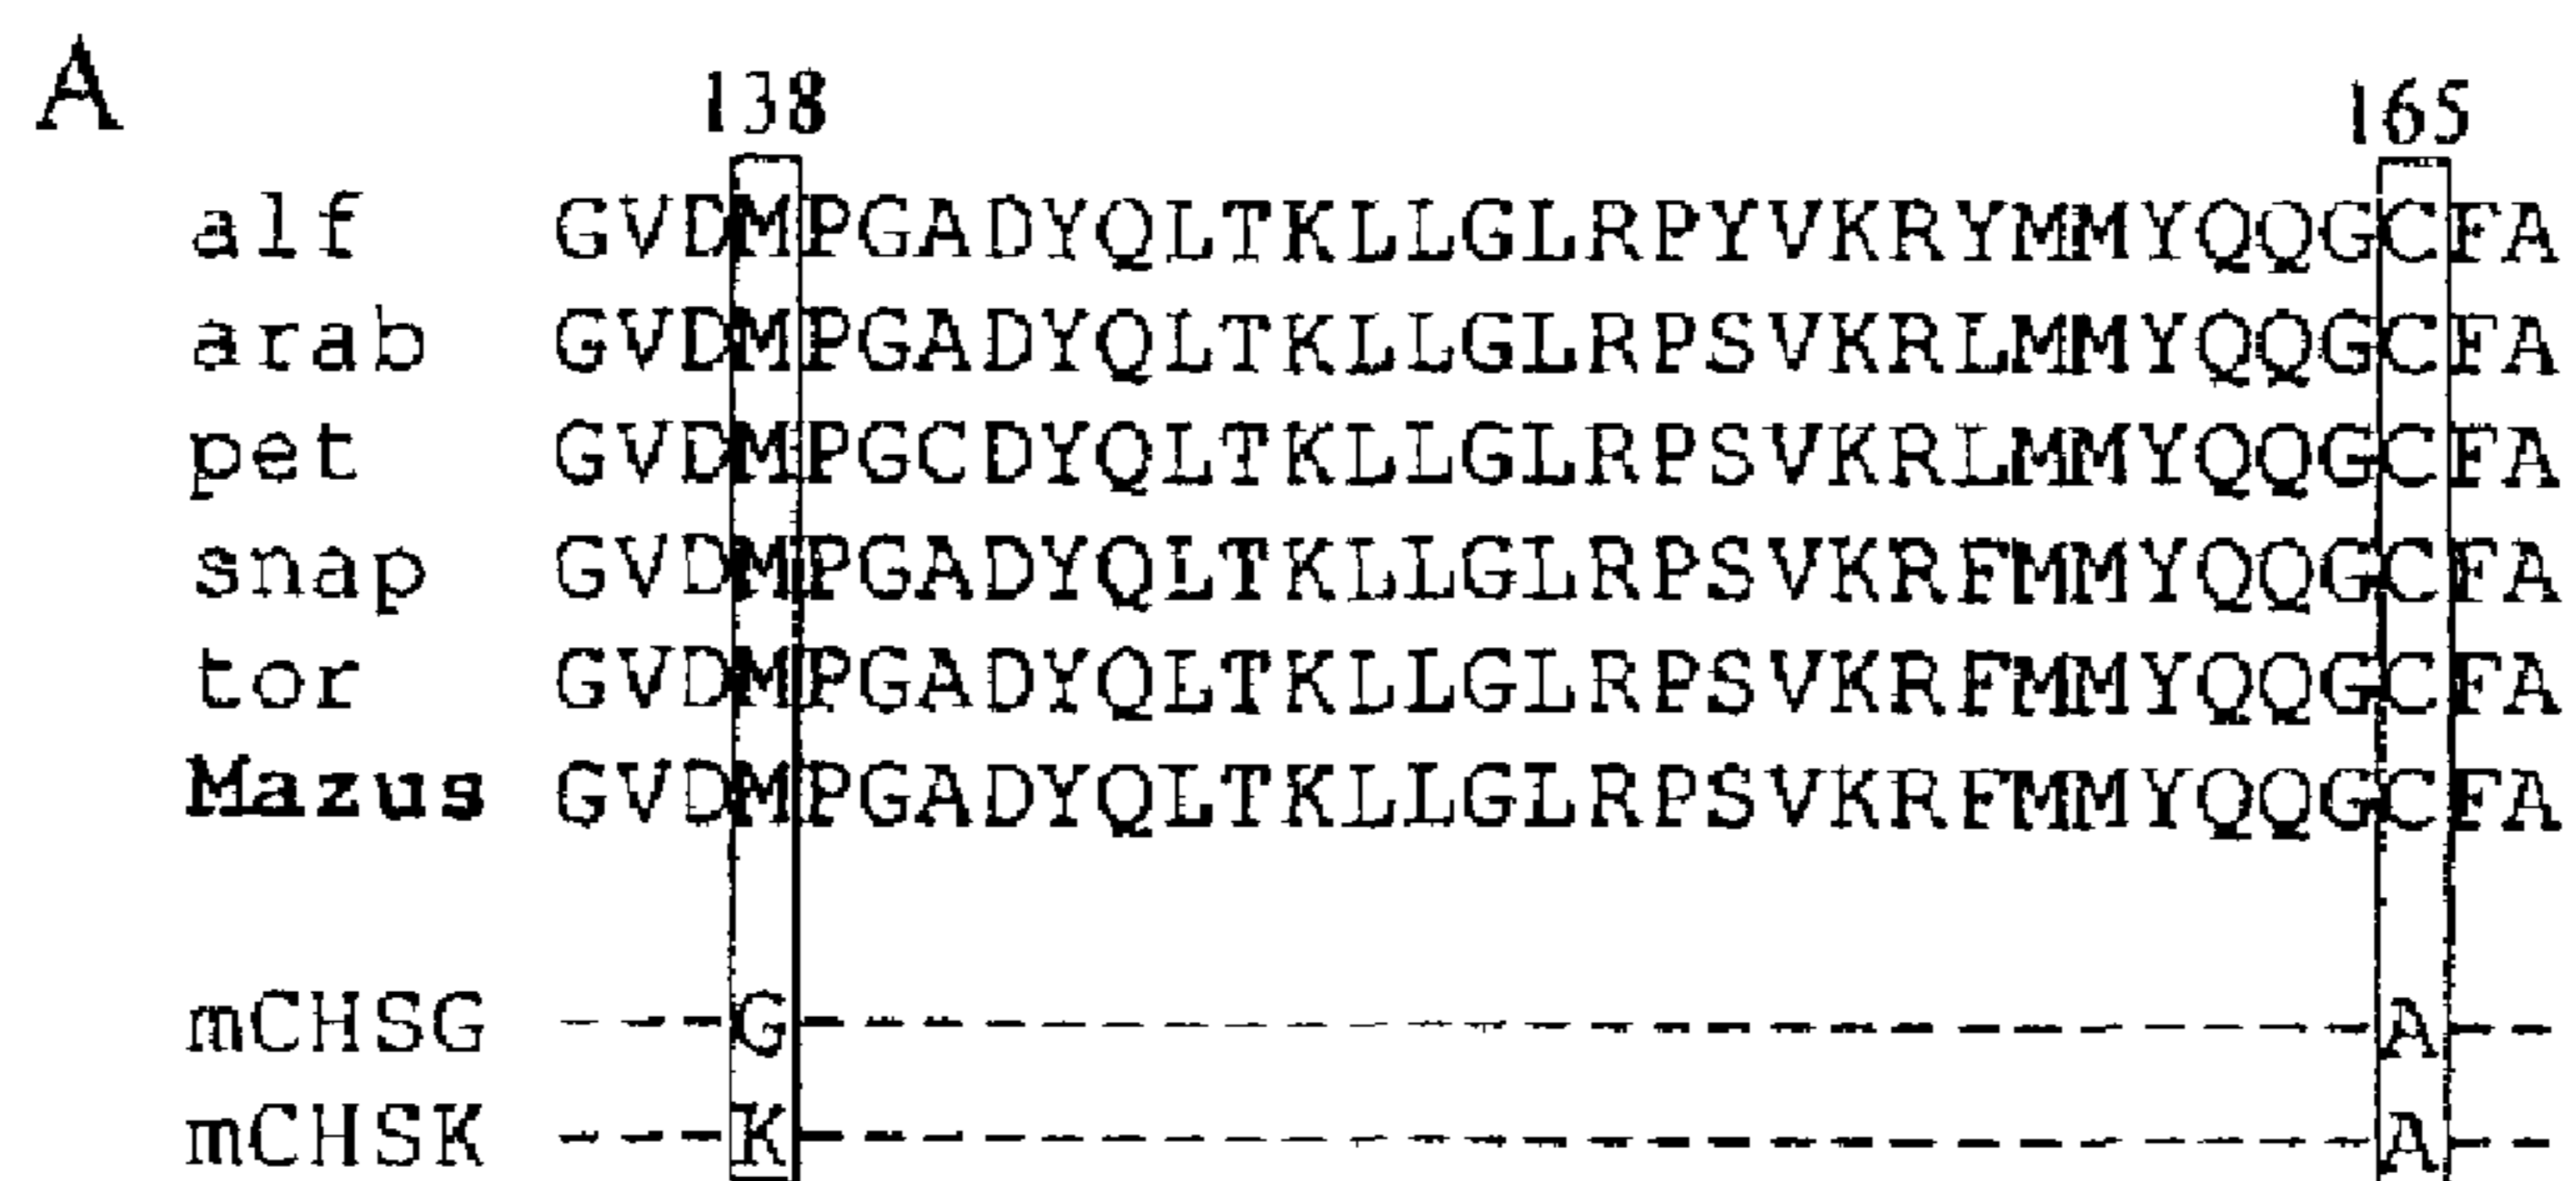 A
138 165
alf GVDMPGADYQLTKLLGLRPYVKRYMMYQQGCFA
arab GVDMPGADYQLTKLLGLRPSVKRLMMYQQGCFA
pet GVDMPGCDYQLTKLLGLRPSVKRLMMYQQGCFA
snap GVDMPGADYQLTKLLGLRPSVKRFMMYQQGCFA
tor GVDMPGADYQLTKLLGLRPSVKRFMMYQQGCFA
Mazus GVDMPGADYQLTKLLGLRPSVKRFMMYQQGCFA
mCHSG ---G--------------------------A--
mCHSK ---K--------------------------A--